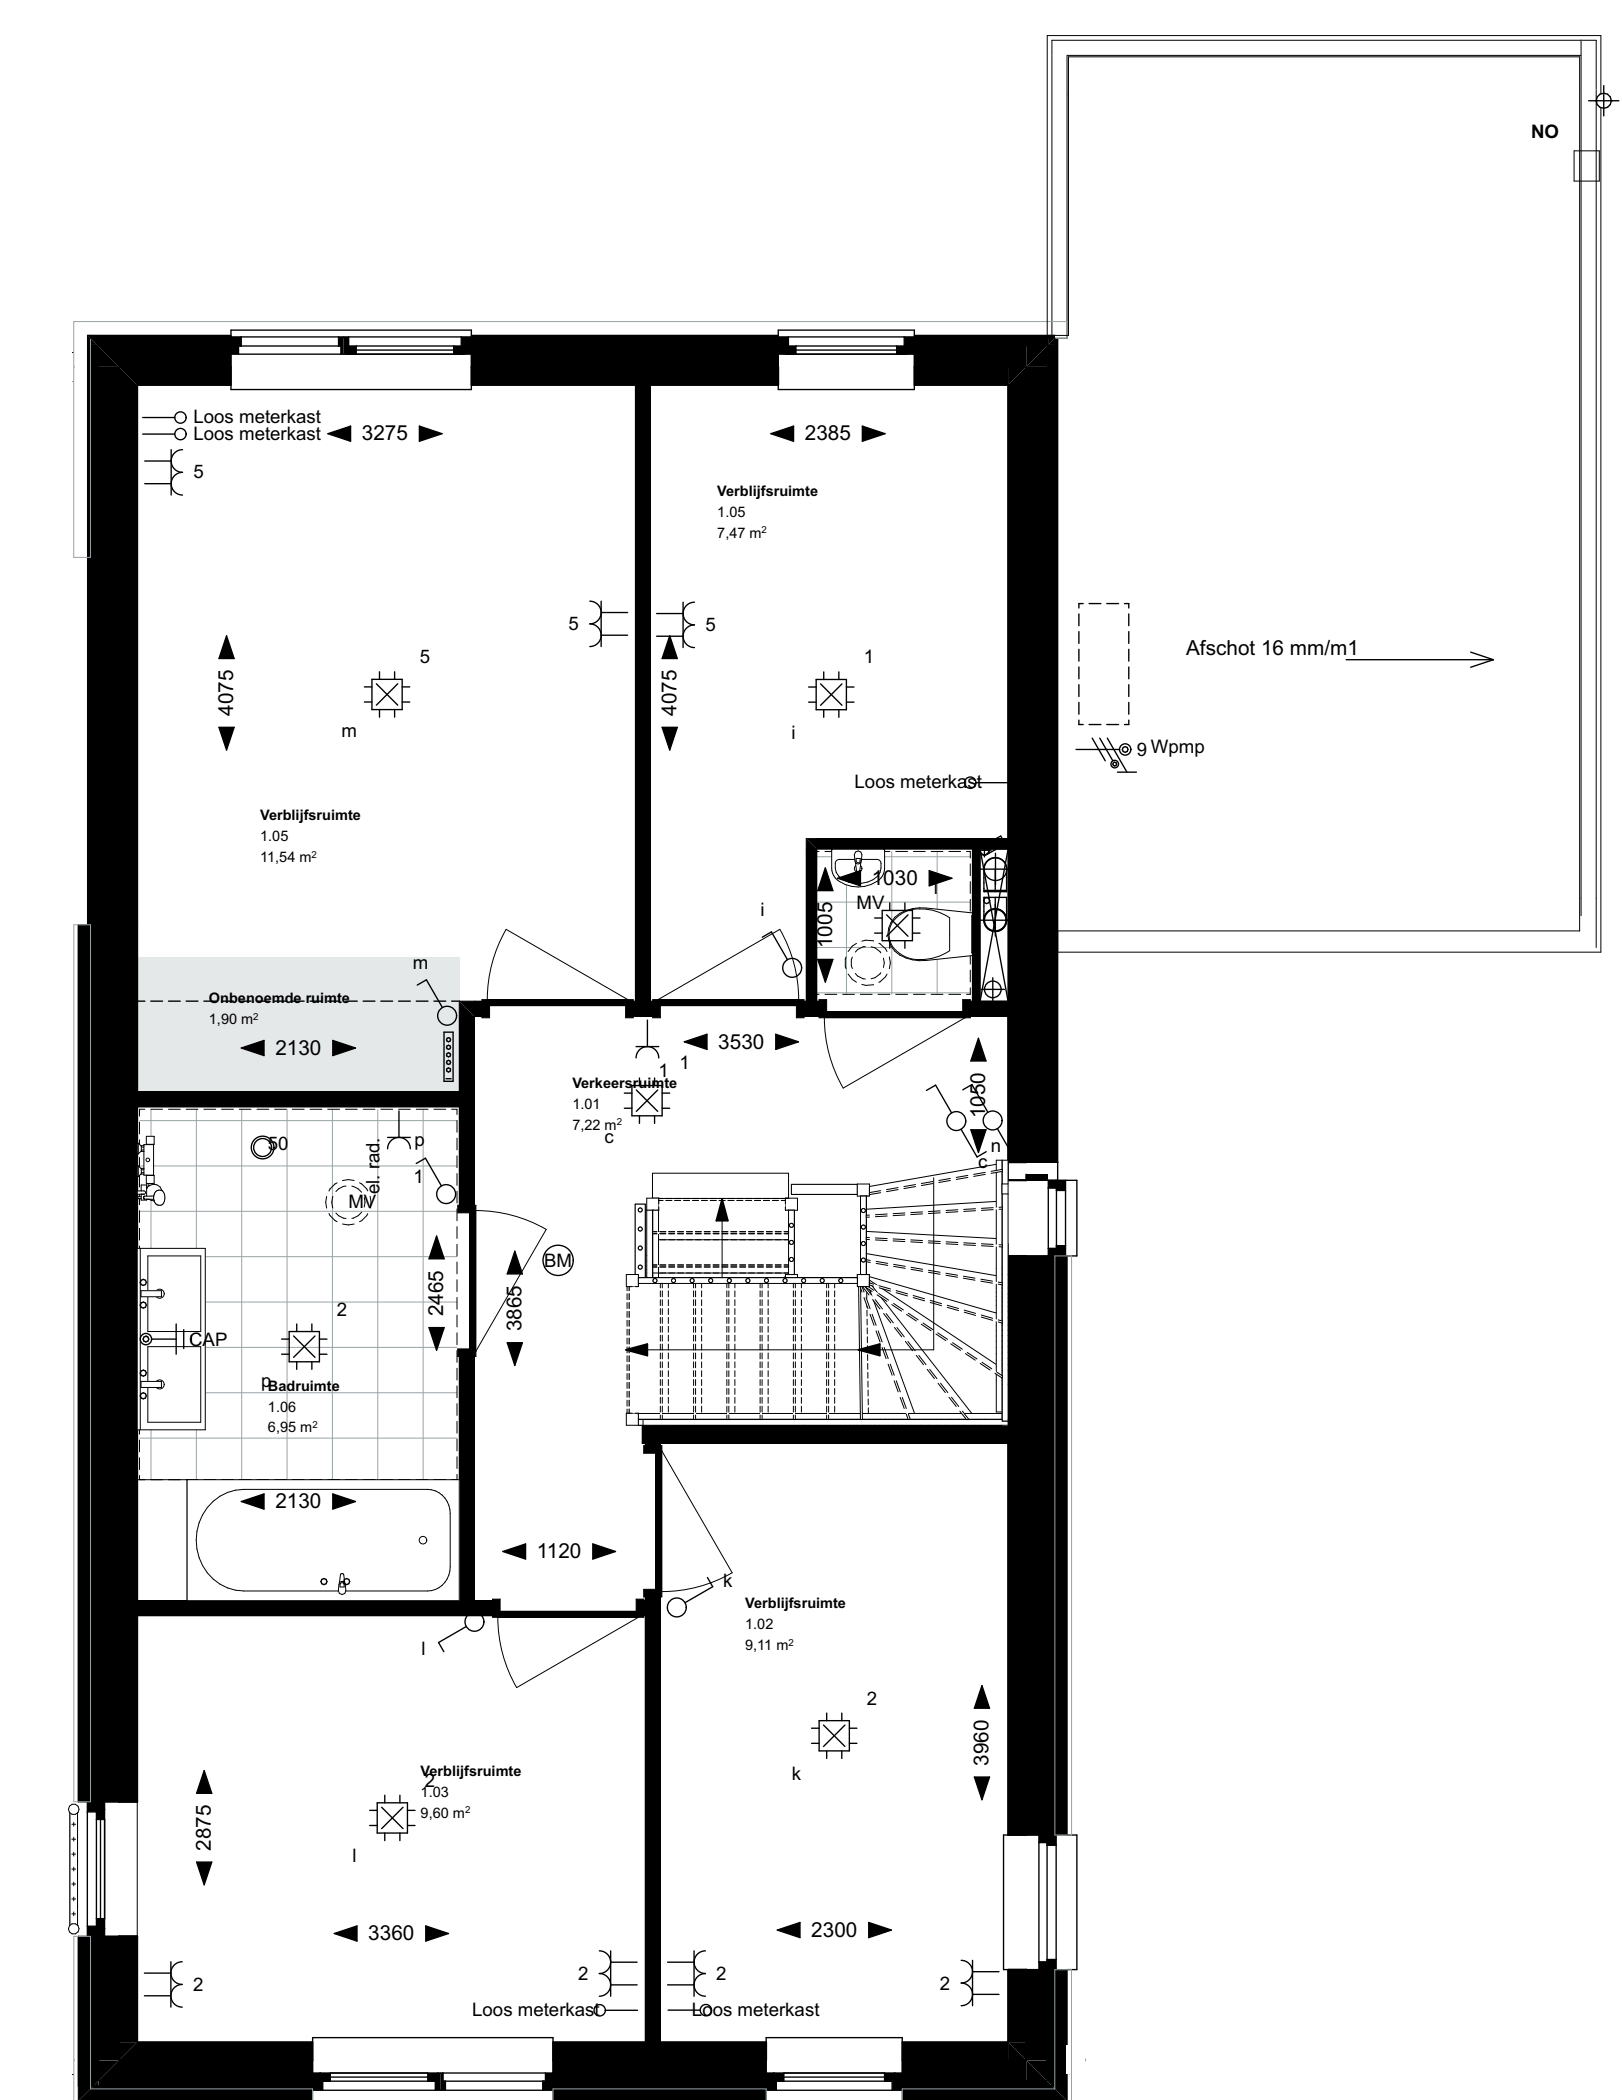 NO
Loos meterkast
Loos meterkast
3275
2385
5
Verblijfsruimte
1.05
7,47 m²
5
5
5
1
4075
4075
Afschot 16 mm/m1
m
i
9 Wpmp
Loos meterkast
Verblijfsruimte
1.05
11,54 m²
1030
MV
i
1005
m
Onbenoemde ruimte
1,90 m²
2130
3530
1
1
Verkeersruimte
1.01
7,22 m²
c
1050
n
c
50
el. rad.
p
1
MV
BM
2465
3865
2
CAP
p
Badruimte
1.06
6,95 m²
2130
1120
k
Verblijfsruimte
1.02
9,11 m²
l
2
3960
k
Verblijfsruimte
2
1.03
9,60 m²
2875
l
3360
2300
2
2
2
2
Loos meterkast
Loos meterkast